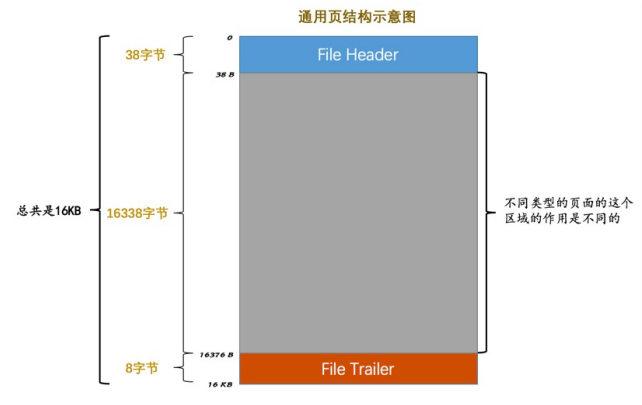 通用页结构示意图
0
38字节
File Header
38 B
总共是16KB
16338字节
不同类型的页面的这个
区域的作用是不同的
16376 B
8字节
File Trailer
16 KB